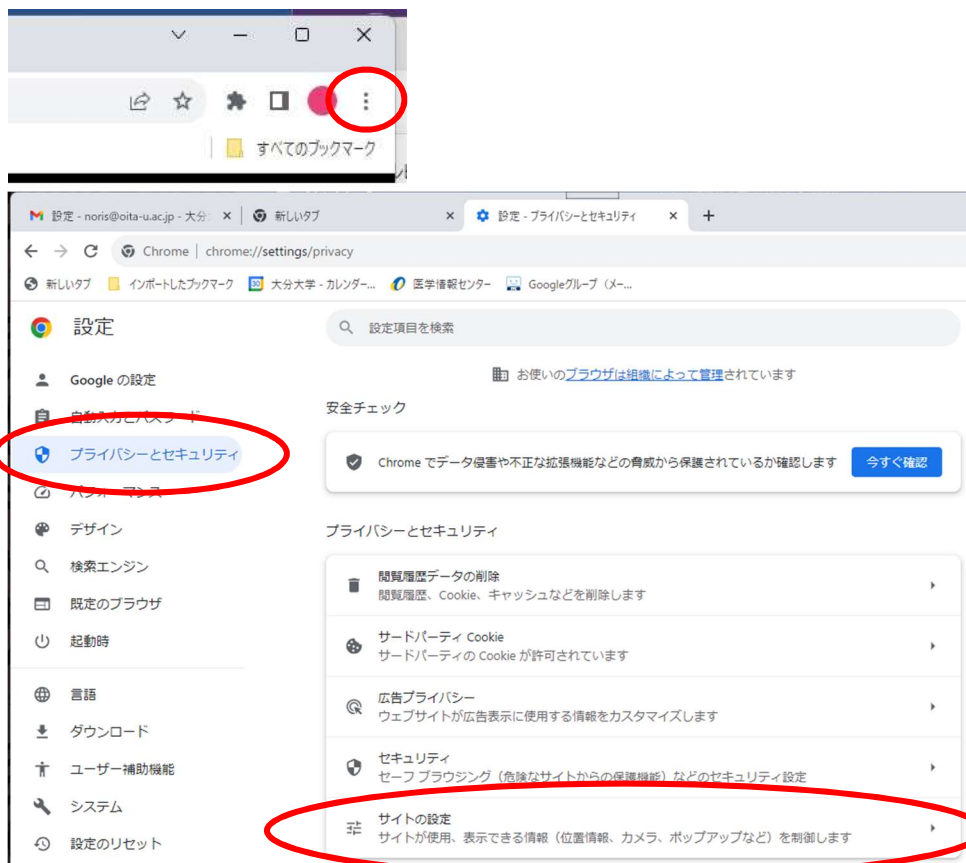 すべてのブックマーク
設定 - noris@oita-u.ac.jp - 大分
新しいタブ
設定 - プライバシーとセキュリティ
Chrome | chrome://settings/privacy
新しいタブ
インポートしたブックマーク
大分大学 - カレンダー...
医学情報センター
Googleグループ（メー...
設定
設定項目を検索
Google の設定
自動入力とパスワード
プライバシーとセキュリティ
パフォーマンス
デザイン
検索エンジン
既定のブラウザ
起動時
言語
ダウンロード
ユーザー補助機能
システム
設定のリセット
お使いのブラウザは組織によって管理されています
安全チェック
Chrome でデータ侵害や不正な拡張機能などの脅威から保護されているか確認します
今すぐ確認
プライバシーとセキュリティ
閲覧履歴データの削除
閲覧履歴、Cookie、キャッシュなどを削除します
サードパーティ Cookie
サードパーティの Cookie が許可されています
広告プライバシー
ウェブサイトが広告表示に使用する情報をカスタマイズします
セキュリティ
セーフ ブラウジング（危険なサイトからの保護機能）などのセキュリティ設定
サイトの設定
サイトが使用、表示できる情報（位置情報、カメラ、ポップアップなど）を制御します